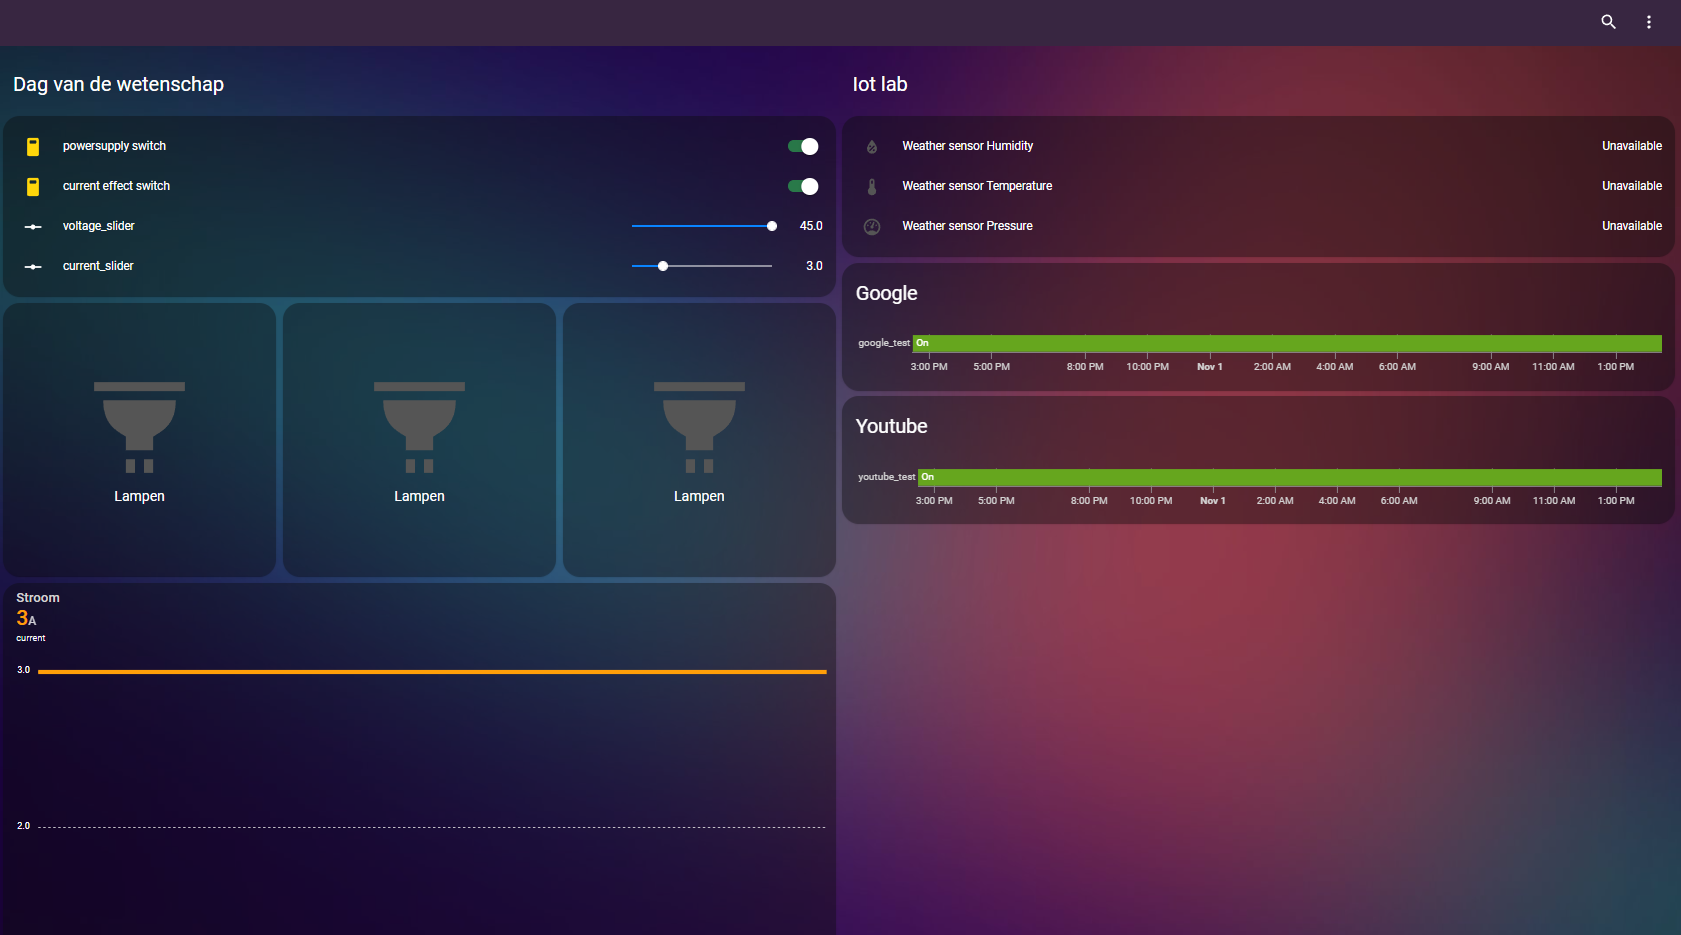 Dag van de wetenschap
powersupply switch
current effect switch
voltage_slider 45.0
current_slider 3.0
Lampen Lampen Lampen
Stroom
3A
current
3.0
2.0
Iot lab
Weather sensor Humidity Unavailable
Weather sensor Temperature Unavailable
Weather sensor Pressure Unavailable
Google
google_test On
3:00 PM 5:00 PM 8:00 PM 10:00 PM Nov 1 2:00 AM 4:00 AM 6:00 AM 9:00 AM 11:00 AM 1:00 PM
Youtube
youtube_test On
3:00 PM 5:00 PM 8:00 PM 10:00 PM Nov 1 2:00 AM 4:00 AM 6:00 AM 9:00 AM 11:00 AM 1:00 PM